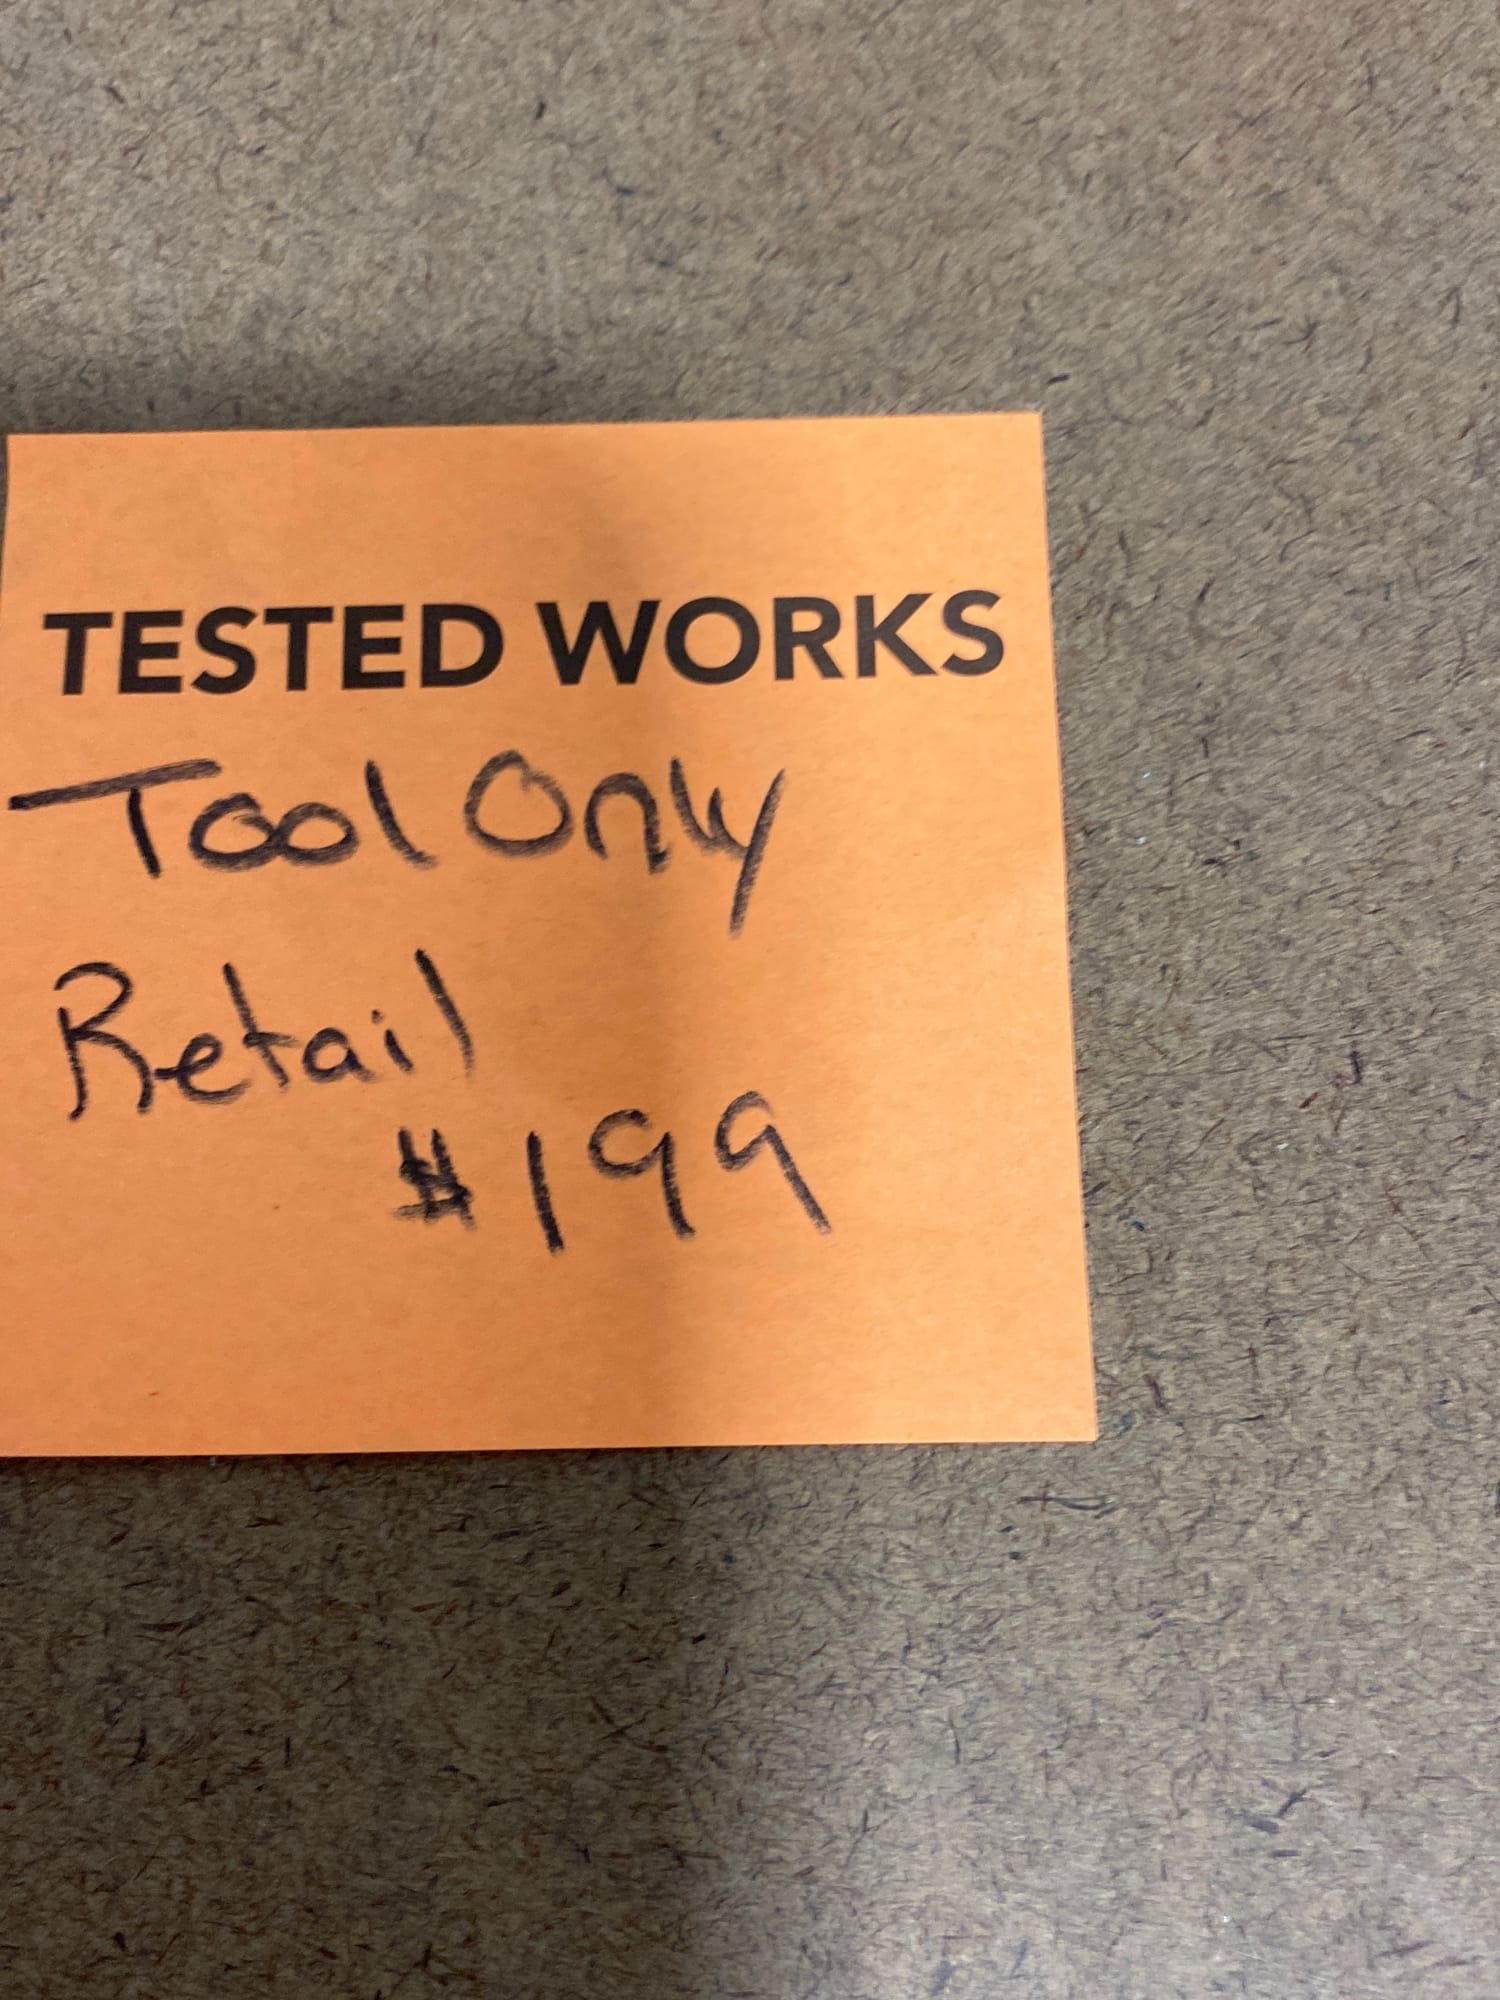 TESTED WORKS
Tool Only
Retail
$199